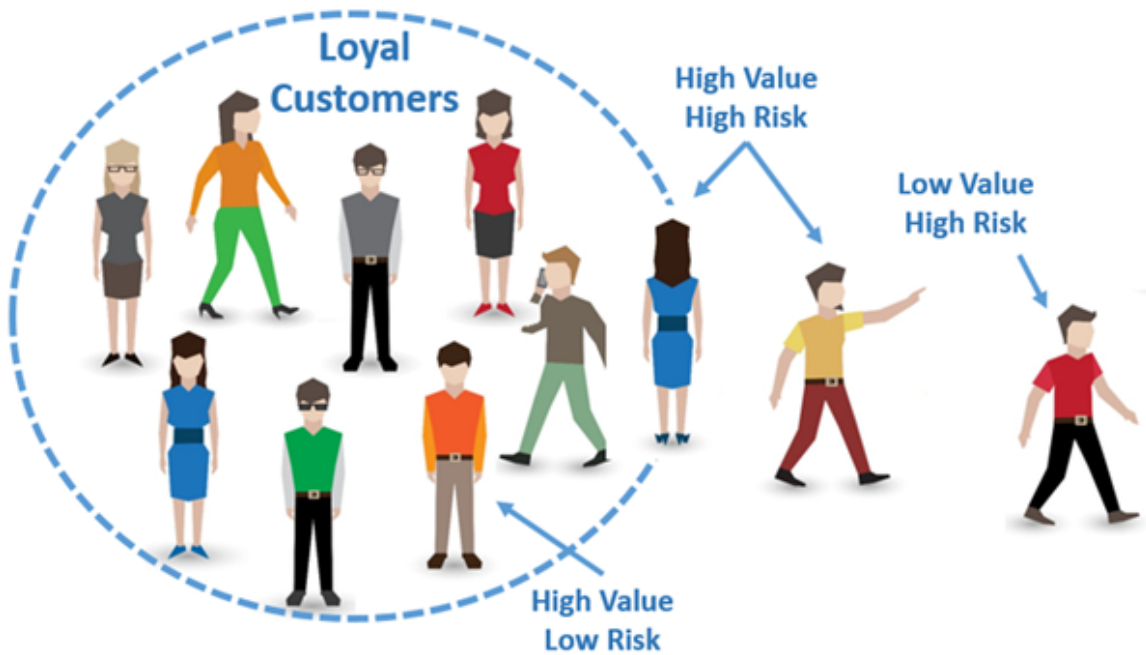 Loyal
Customers
High Value
High Risk
Low Value
High Risk
High Value
Low Risk